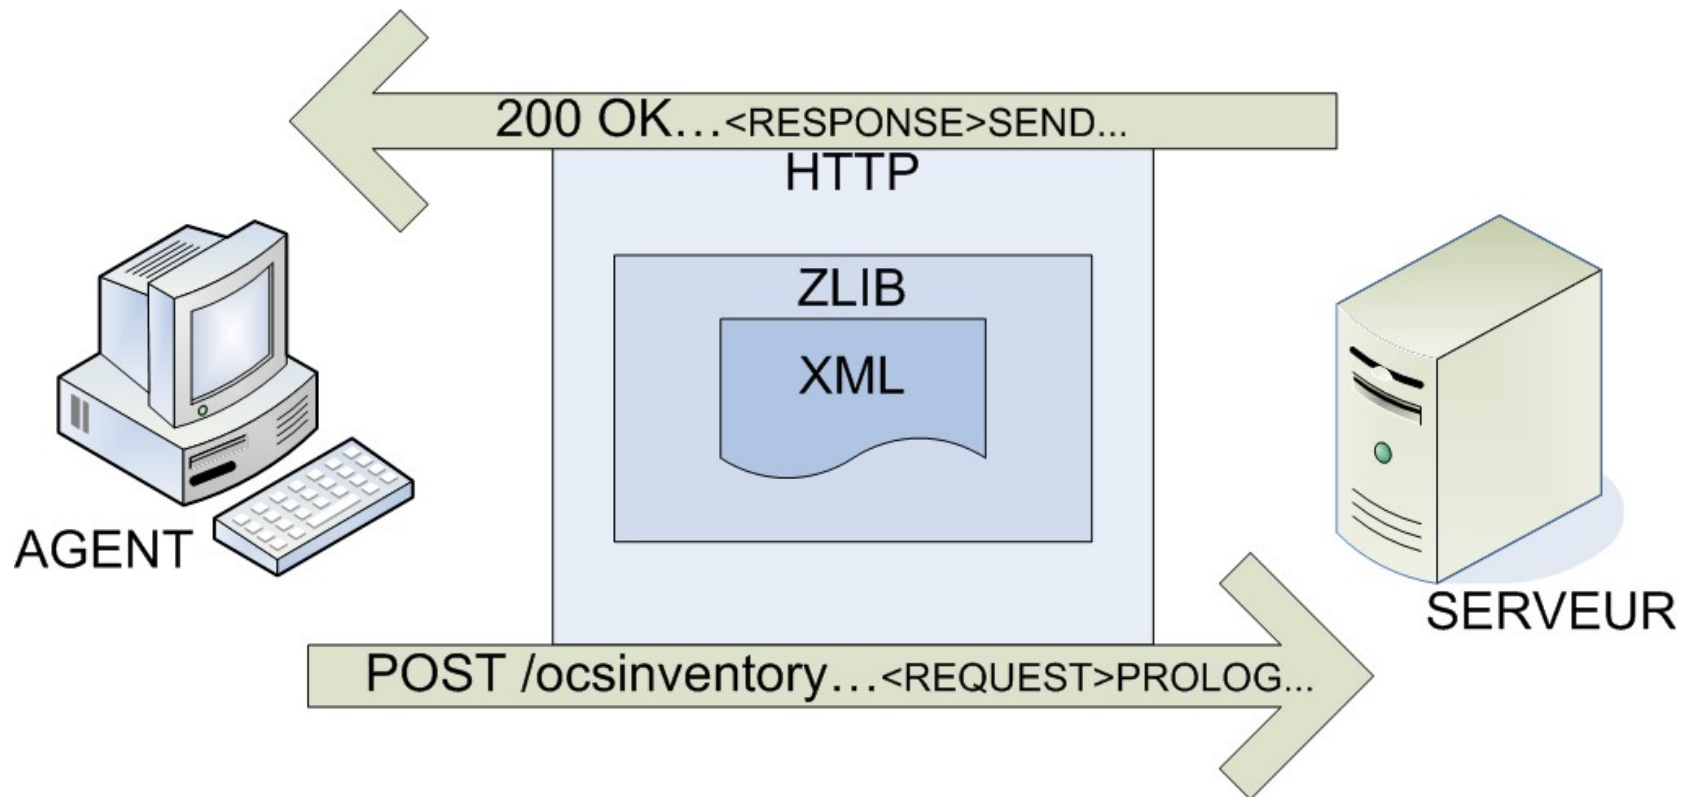 200 OK…<RESPONSE>SEND...
HTTP
ZLIB
XML
AGENT
SERVEUR
POST /ocsinventory…<REQUEST>PROLOG...